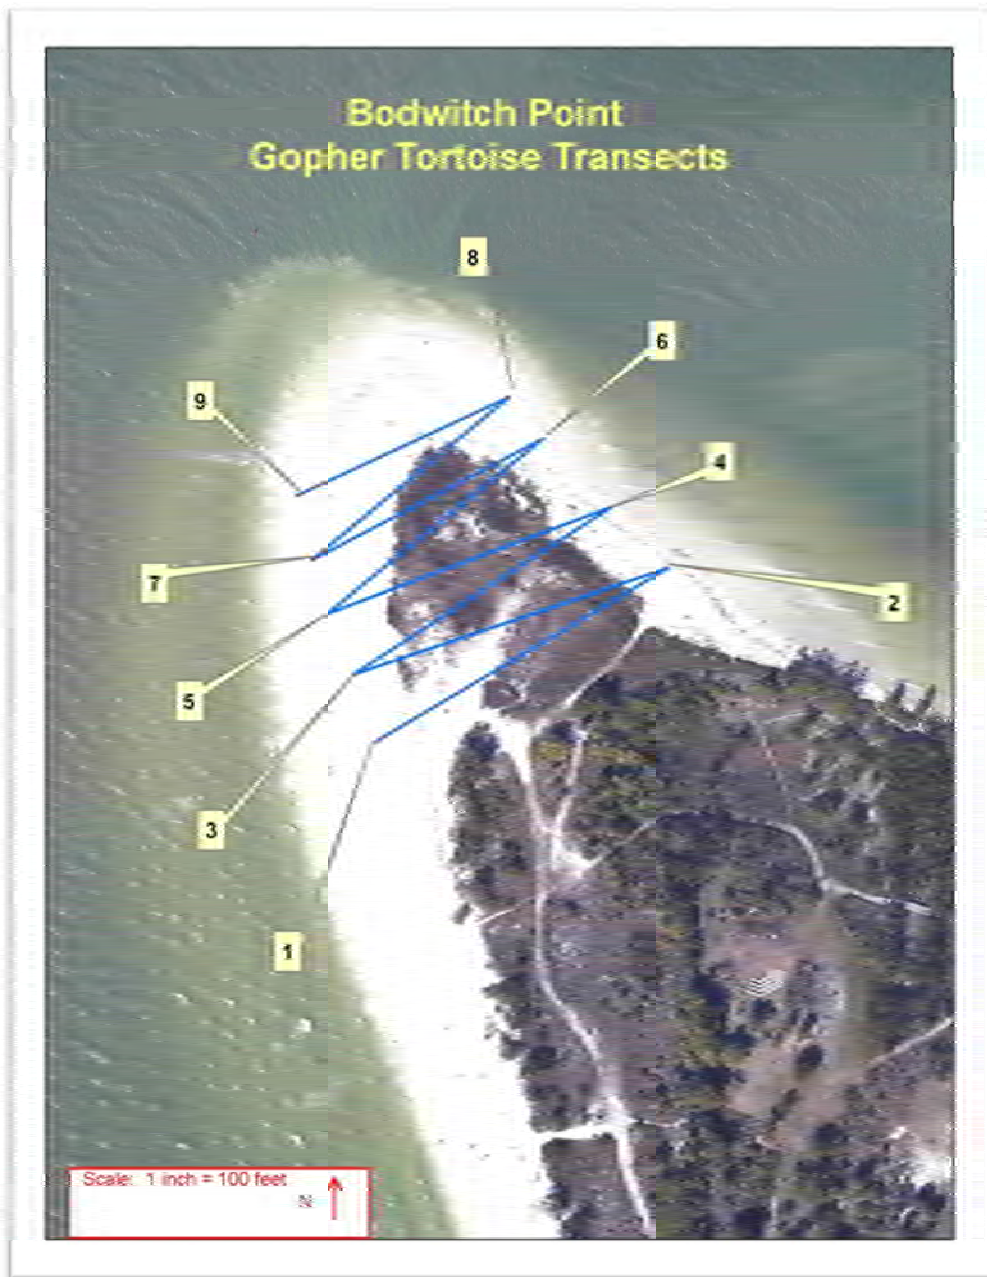 Bodwitch Point
Gopher Tortoise Transects
8
6
9
4
7
2
5
3
1
Scale: 1 inch = 100 feet
N